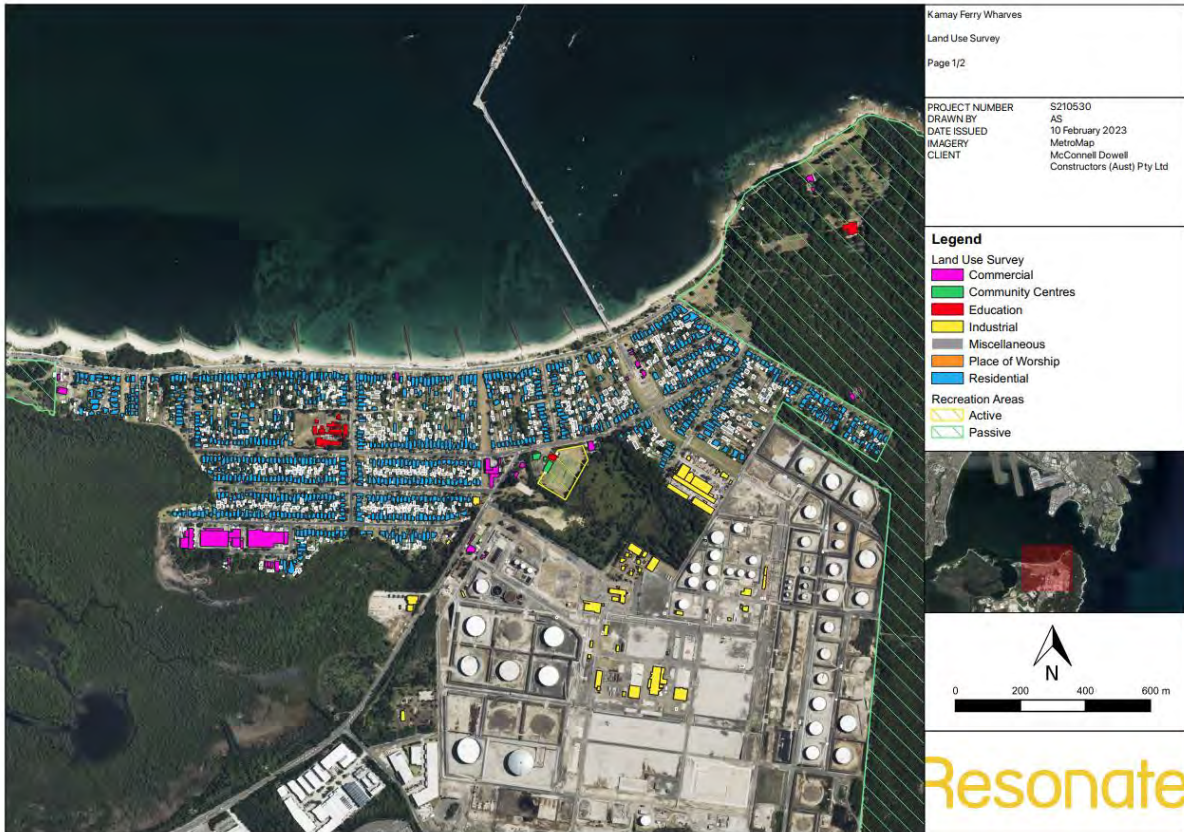 Kamay Ferry Wharves
Land Use Survey
Page 1/2
PROJECT NUMBER S210530
DRAWN BY AS
DATE ISSUED 10 February 2023
IMAGERY MetroMap
CLIENT McConnell Dowell
Constructors (Aust) Pty Ltd
Legend
Land Use Survey
Commercial
Community Centres
Education
Industrial
Miscellaneous
Place of Worship
Residential
Recreation Areas
Active
Passive
N
0 200 400 600 m
Resonate